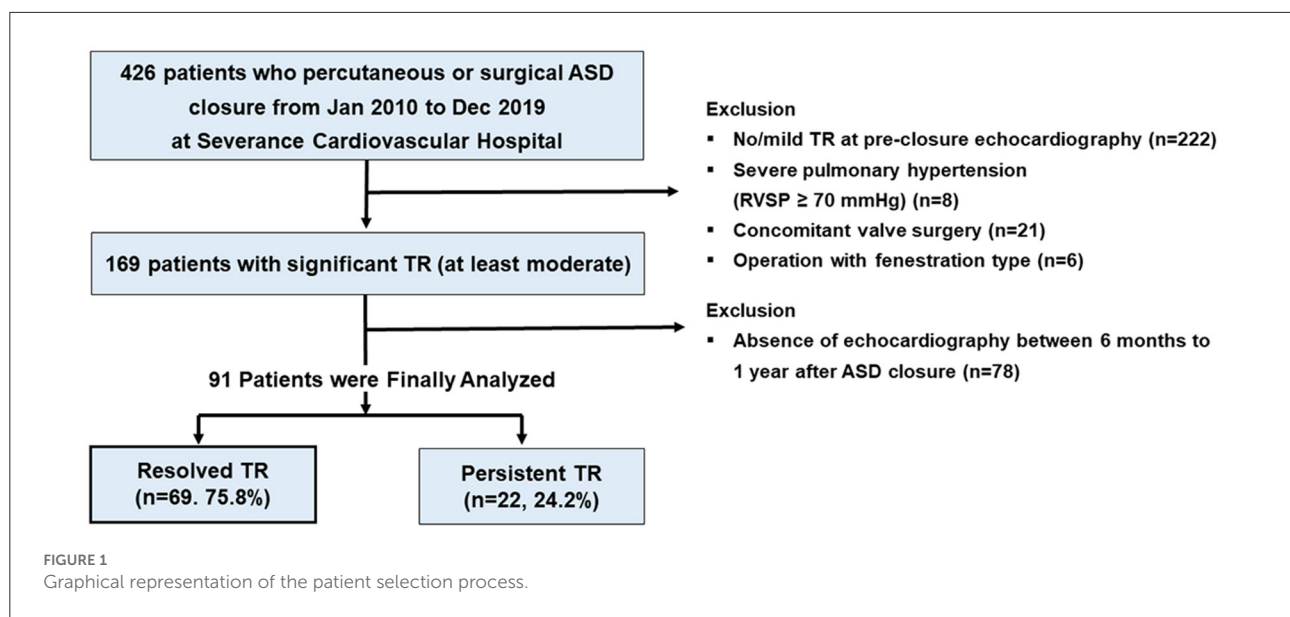 426 patients who percutaneous or surgical ASD
closure from Jan 2010 to Dec 2019
at Severance Cardiovascular Hospital
Exclusion
▪ No/mild TR at pre-closure echocardiography (n=222)
▪ Severe pulmonary hypertension
(RVSP ≥ 70 mmHg) (n=8)
▪ Concomitant valve surgery (n=21)
▪ Operation with fenestration type (n=6)
169 patients with significant TR (at least moderate)
Exclusion
▪ Absence of echocardiography between 6 months to
1 year after ASD closure (n=78)
91 Patients were Finally Analyzed
Resolved TR
(n=69. 75.8%)
Persistent TR
(n=22, 24.2%)
FIGURE 1
Graphical representation of the patient selection process.